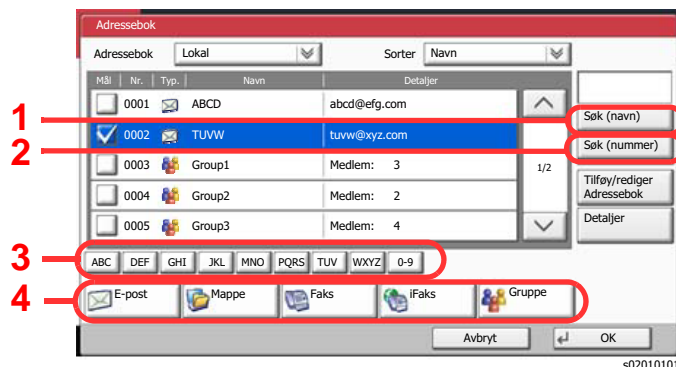 Adressebok
Adressebok Lokal Sorter Navn
Mål Nr. Typ. Navn Detaljer
0001 ABCD abcd@efg.com
1 Søk (navn)
0002 TUVW tuvw@xyz.com
2 Søk (nummer)
0003 Group1 Medlem: 3 1/2
Tilføy/rediger
Adressebok
0004 Group2 Medlem: 2
Detaljer
0005 Group3 Medlem: 4
3 ABC DEF GHI JKL MNO PQRS TUV WXYZ 0-9
4 E-post Mappe Faks iFaks Gruppe
Avbryt OK
s02010101